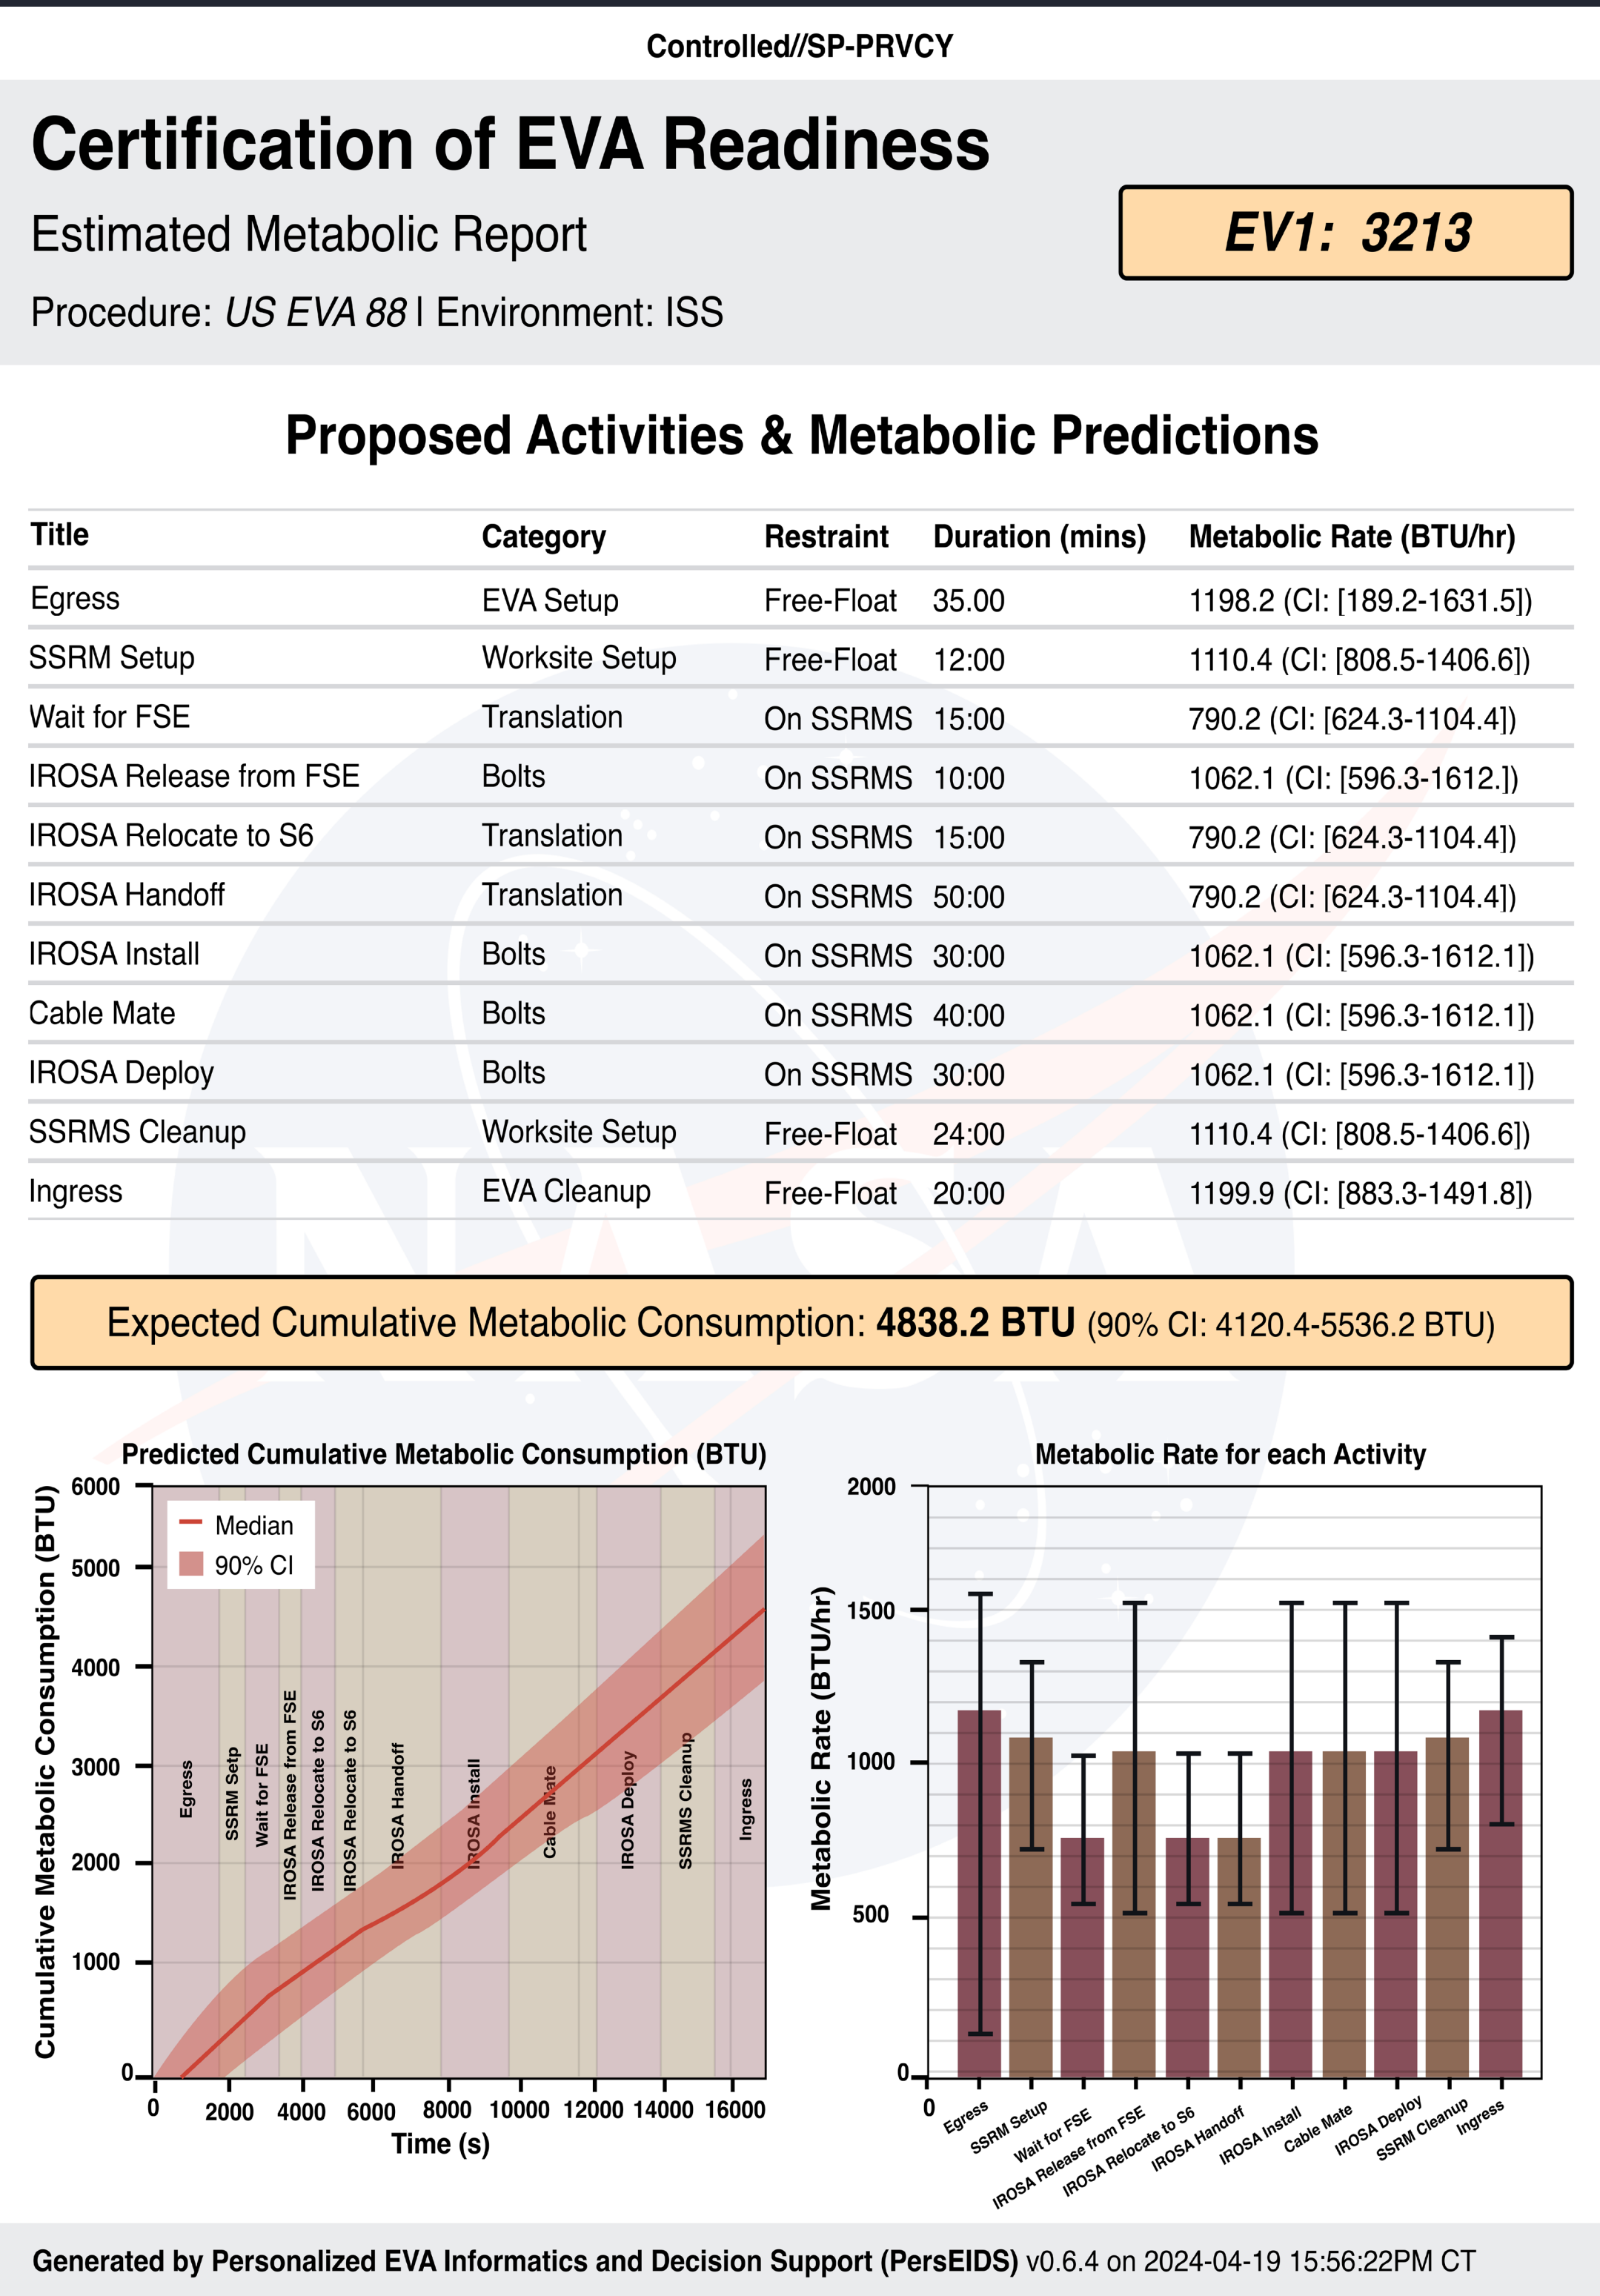 Controlled//SP-PRVCY
Certification of EVA Readiness
Estimated Metabolic Report
EV1: 3213
Procedure: US EVA 88 | Environment: ISS
Proposed Activities & Metabolic Predictions
Title Category Restraint Duration (mins) Metabolic Rate (BTU/hr)
Egress EVA Setup Free-Float 35.00 1198.2 (CI: [189.2-1631.5])
SSRM Setup Worksite Setup Free-Float 12:00 1110.4 (CI: [808.5-1406.6])
Wait for FSE Translation On SSRMS 15:00 790.2 (CI: [624.3-1104.4])
IROSA Release from FSE Bolts On SSRMS 10:00 1062.1 (CI: [596.3-1612.])
IROSA Relocate to S6 Translation On SSRMS 15:00 790.2 (CI: [624.3-1104.4])
IROSA Handoff Translation On SSRMS 50:00 790.2 (CI: [624.3-1104.4])
IROSA Install Bolts On SSRMS 30:00 1062.1 (CI: [596.3-1612.1])
Cable Mate Bolts On SSRMS 40:00 1062.1 (CI: [596.3-1612.1])
IROSA Deploy Bolts On SSRMS 30:00 1062.1 (CI: [596.3-1612.1])
SSRMS Cleanup Worksite Setup Free-Float 24:00 1110.4 (CI: [808.5-1406.6])
Ingress EVA Cleanup Free-Float 20:00 1199.9 (CI: [883.3-1491.8])
NASA
Expected Cumulative Metabolic Consumption: 4838.2 BTU (90% CI: 4120.4-5536.2 BTU)
Predicted Cumulative Metabolic Consumption (BTU)
Cumulative Metabolic Consumption (BTU)
6000
5000
4000
3000
2000
1000
0
Median
90% CI
Egress
SSRM Setp
Wait for FSE
IROSA Release from FSE
IROSA Relocate to S6
IROSA Relocate to S6
IROSA Handoff
IROSA Install
Cable Mate
IROSA Deploy
SSRMS Cleanup
Ingress
0 2000 4000 6000 8000 10000 12000 14000 16000
Time (s)
Metabolic Rate for each Activity
Metabolic Rate (BTU/hr)
2000
1500
1000
500
0
0
Egress
SSRM Setup
Wait for FSE
IROSA Release from FSE
IROSA Relocate to S6
IROSA Handoff
IROSA Install
Cable Mate
IROSA Deploy
SSRM Cleanup
Ingress
Generated by Personalized EVA Informatics and Decision Support (PersEIDS) v0.6.4 on 2024-04-19 15:56:22PM CT